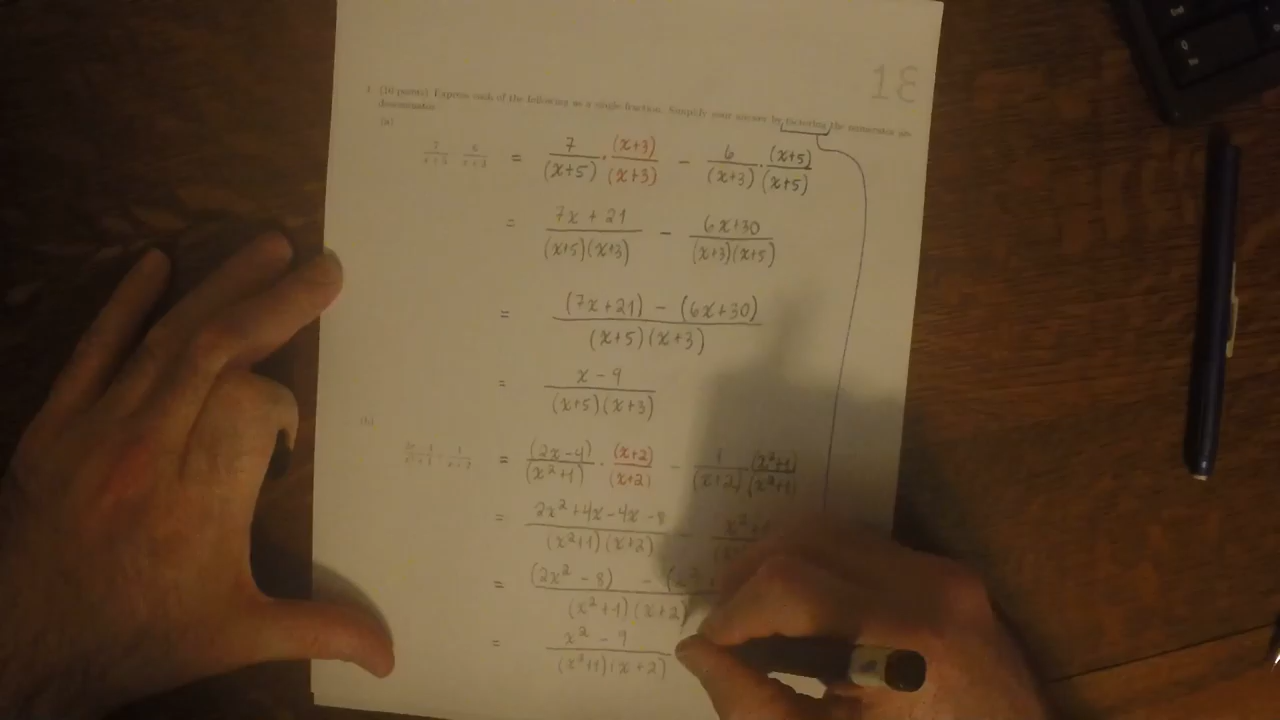 18
1. (16 points) Express each of the following as a single fraction. Simplify your answer by factoring the numerator
denominator
(a)
7/(x+5) · (x+3)/(x+3) − 6/(x+3) · (x+5)/(x+5)
= (7x + 21)/((x+5)(x+3)) − (6x+30)/((x+3)(x+5))
= ((7x+21) − (6x+30))/((x+5)(x+3))
= (x − 9)/((x+5)(x+3))
(b)
= (2x−4)/(x²+1) · (x+2)/(x+2) − 1/(x+2) · (x²+1)/(x²+1)
= (2x² +4x −4x −8)/((x²+1)(x+2)) −
= (2x² − 8) − /((x²+1)(x+2))
= (x² − 9)/((x²+1)(x+2))